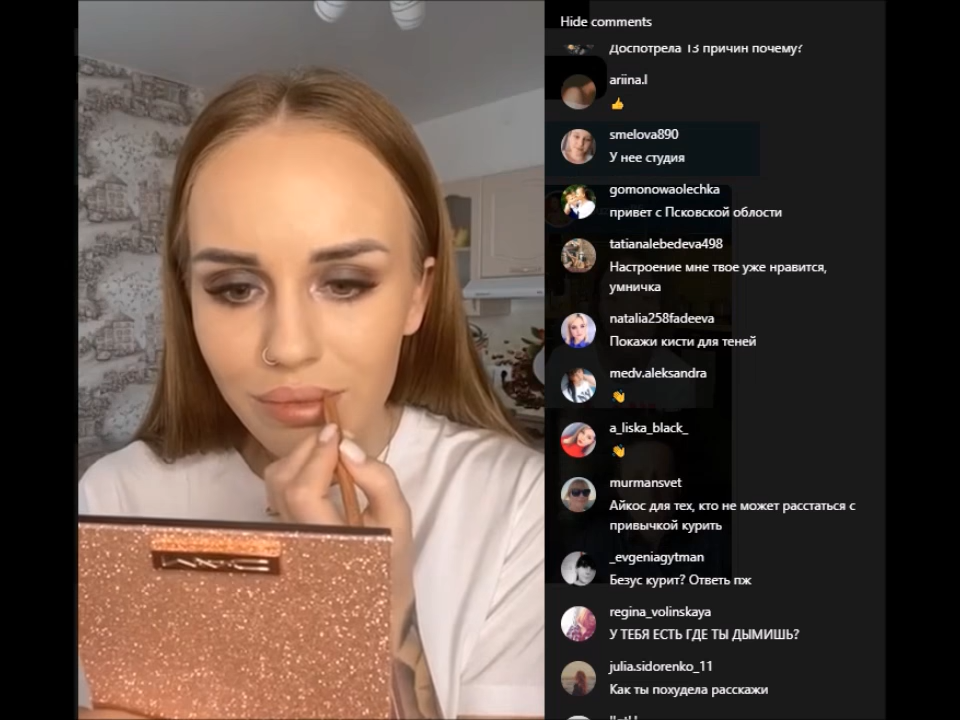 Hide comments
Доспотрела 13 причин почему?
ariina.l
👍
smelova890
У нее студия
gomonowaolechka
привет с Псковской облости
tatianalebedeva498
Настроение мне твое уже нравится,
умничка
natalia258fadeeva
Покажи кисти для теней
medv.aleksandra
👏
a_liska_black_
👏
murmansvet
Айкос для тех, кто не может расстаться с
привычкой курить
_evgeniagytman
Безус курит? Ответь пж
regina_volinskaya
У ТЕБЯ ЕСТЬ ГДЕ ТЫ ДЫМИШЬ?
julia.sidorenko_11
Как ты похудела расскажи
MAC